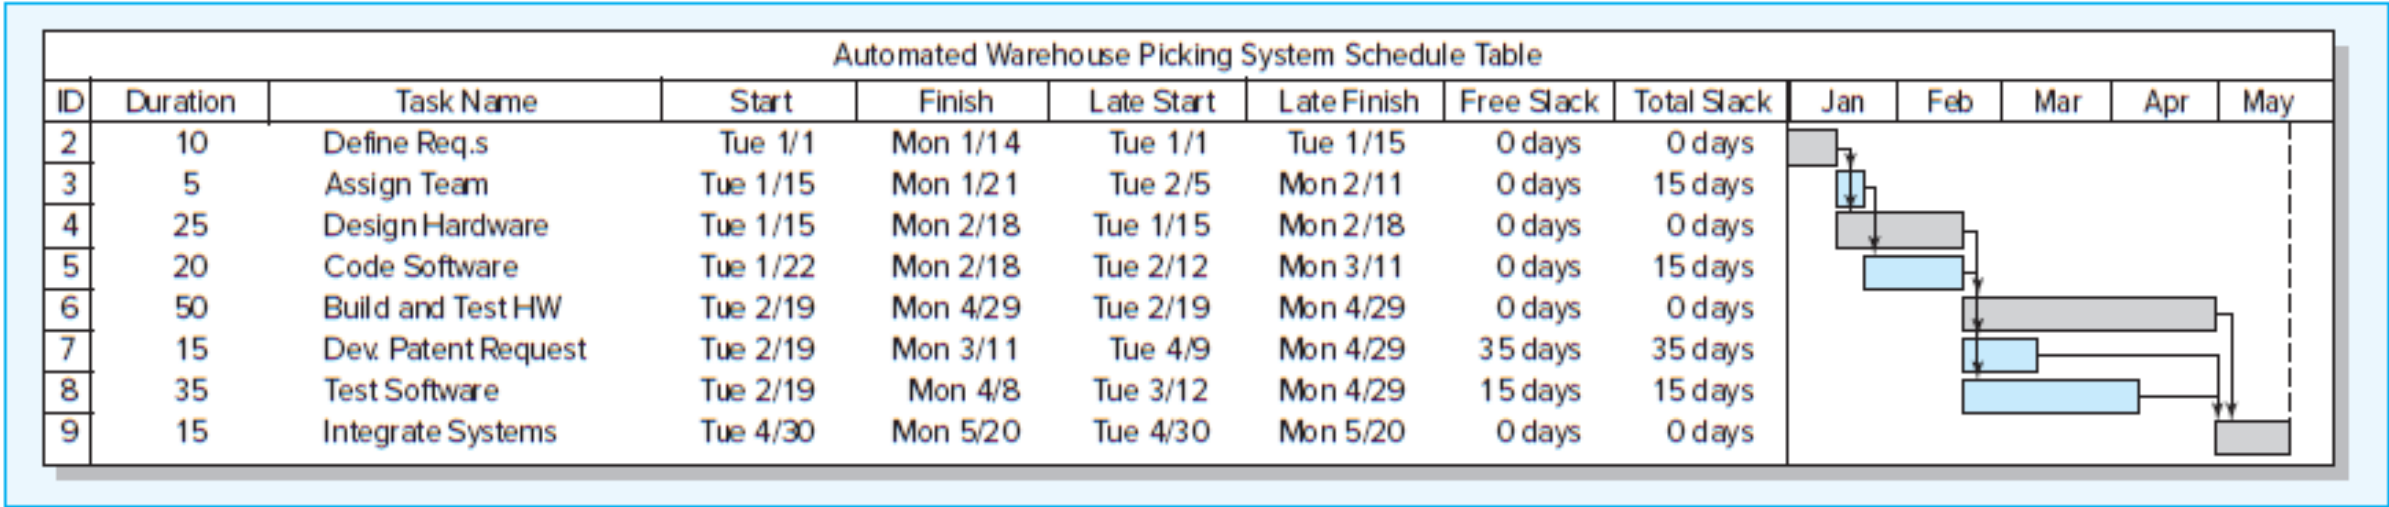 Automated Warehouse Picking System Schedule Table
ID Duration Task Name Start Finish Late Start Late Finish Free Slack Total Slack Jan Feb Mar Apr May
2 10 Define Req.s Tue 1/1 Mon 1/14 Tue 1/1 Tue 1/15 0 days 0 days
3 5 Assign Team Tue 1/15 Mon 1/21 Tue 2/5 Mon 2/11 0 days 15 days
4 25 Design Hardware Tue 1/15 Mon 2/18 Tue 1/15 Mon 2/18 0 days 0 days
5 20 Code Software Tue 1/22 Mon 2/18 Tue 2/12 Mon 3/11 0 days 15 days
6 50 Build and Test HW Tue 2/19 Mon 4/29 Tue 2/19 Mon 4/29 0 days 0 days
7 15 Dev. Patent Request Tue 2/19 Mon 3/11 Tue 4/9 Mon 4/29 35 days 35 days
8 35 Test Software Tue 2/19 Mon 4/8 Tue 3/12 Mon 4/29 15 days 15 days
9 15 Integrate Systems Tue 4/30 Mon 5/20 Tue 4/30 Mon 5/20 0 days 0 days